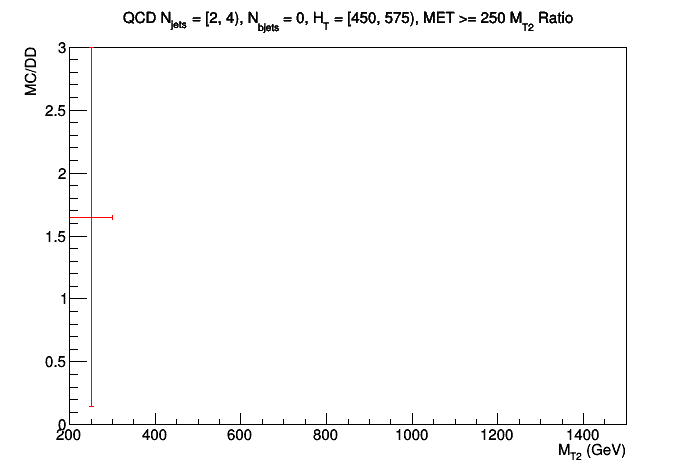 QCD N_jets = [2, 4), N_bjets = 0, H_T = [450, 575), MET >= 250 M_T2 Ratio
MC/DD
3
2.5
2
1.5
1
0.5
0
200 400 600 800 1000 1200 1400
M_T2 (GeV)